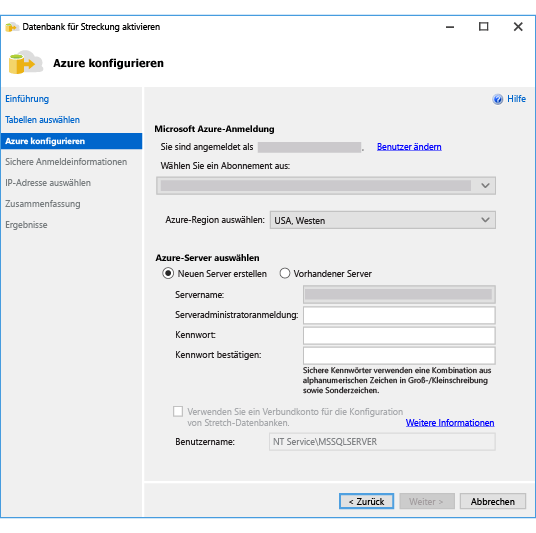 Datenbank für Streckung aktivieren
Azure konfigurieren
Einführung
Tabellen auswählen
Azure konfigurieren
Sichere Anmeldeinformationen
IP-Adresse auswählen
Zusammenfassung
Ergebnisse
Hilfe
Microsoft Azure-Anmeldung
Sie sind angemeldet als . Benutzer ändern
Wählen Sie ein Abonnement aus:
Azure-Region auswählen: USA, Westen
Azure-Server auswählen
Neuen Server erstellen Vorhandener Server
Servername:
Serveradministratoranmeldung:
Kennwort:
Kennwort bestätigen:
Sichere Kennwörter verwenden eine Kombination aus
alphanumerischen Zeichen in Groß-/Kleinschreibung
sowie Sonderzeichen.
Verwenden Sie ein Verbundkonto für die Konfiguration
von Stretch-Datenbanken. Weitere Informationen
Benutzername: NT Service\MSSQLSERVER
< Zurück Weiter > Abbrechen